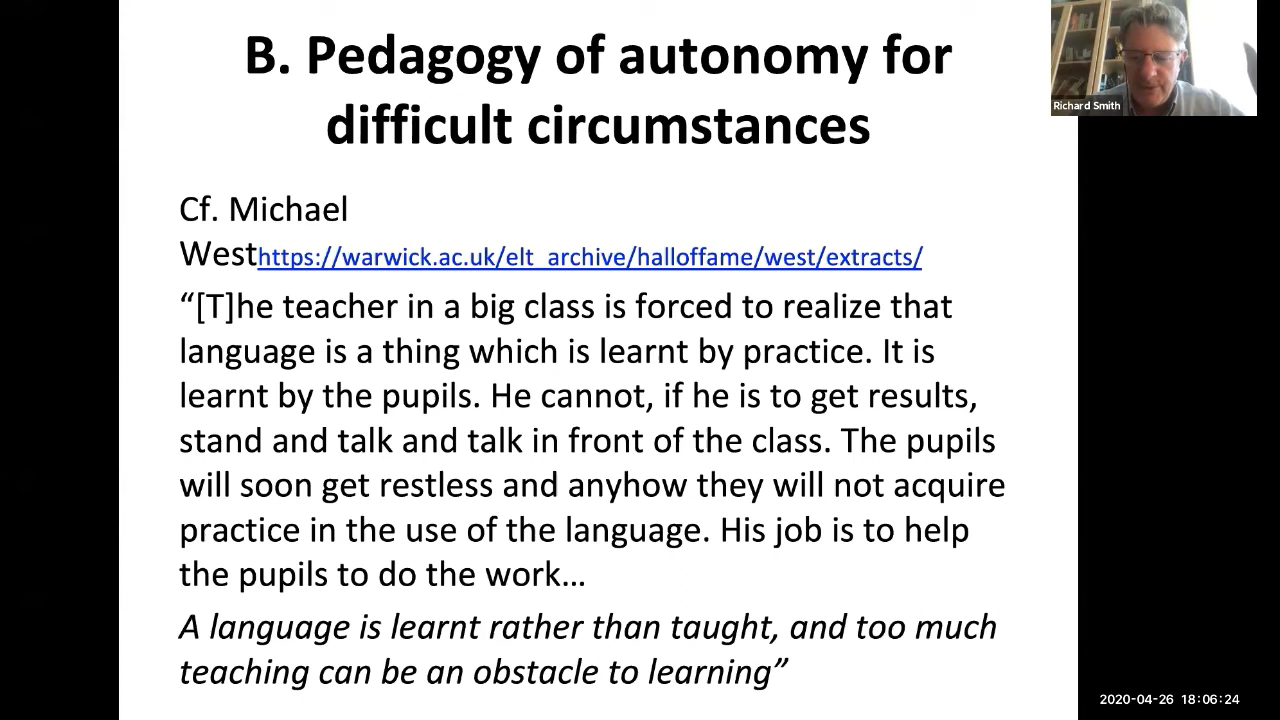 B. Pedagogy of autonomy for
difficult circumstances
Richard Smith
Cf. Michael
Westhttps://warwick.ac.uk/elt_archive/halloffame/west/extracts/
“[T]he teacher in a big class is forced to realize that
language is a thing which is learnt by practice. It is
learnt by the pupils. He cannot, if he is to get results,
stand and talk and talk in front of the class. The pupils
will soon get restless and anyhow they will not acquire
practice in the use of the language. His job is to help
the pupils to do the work…
A language is learnt rather than taught, and too much
teaching can be an obstacle to learning”
2020-04-26 18:06:24